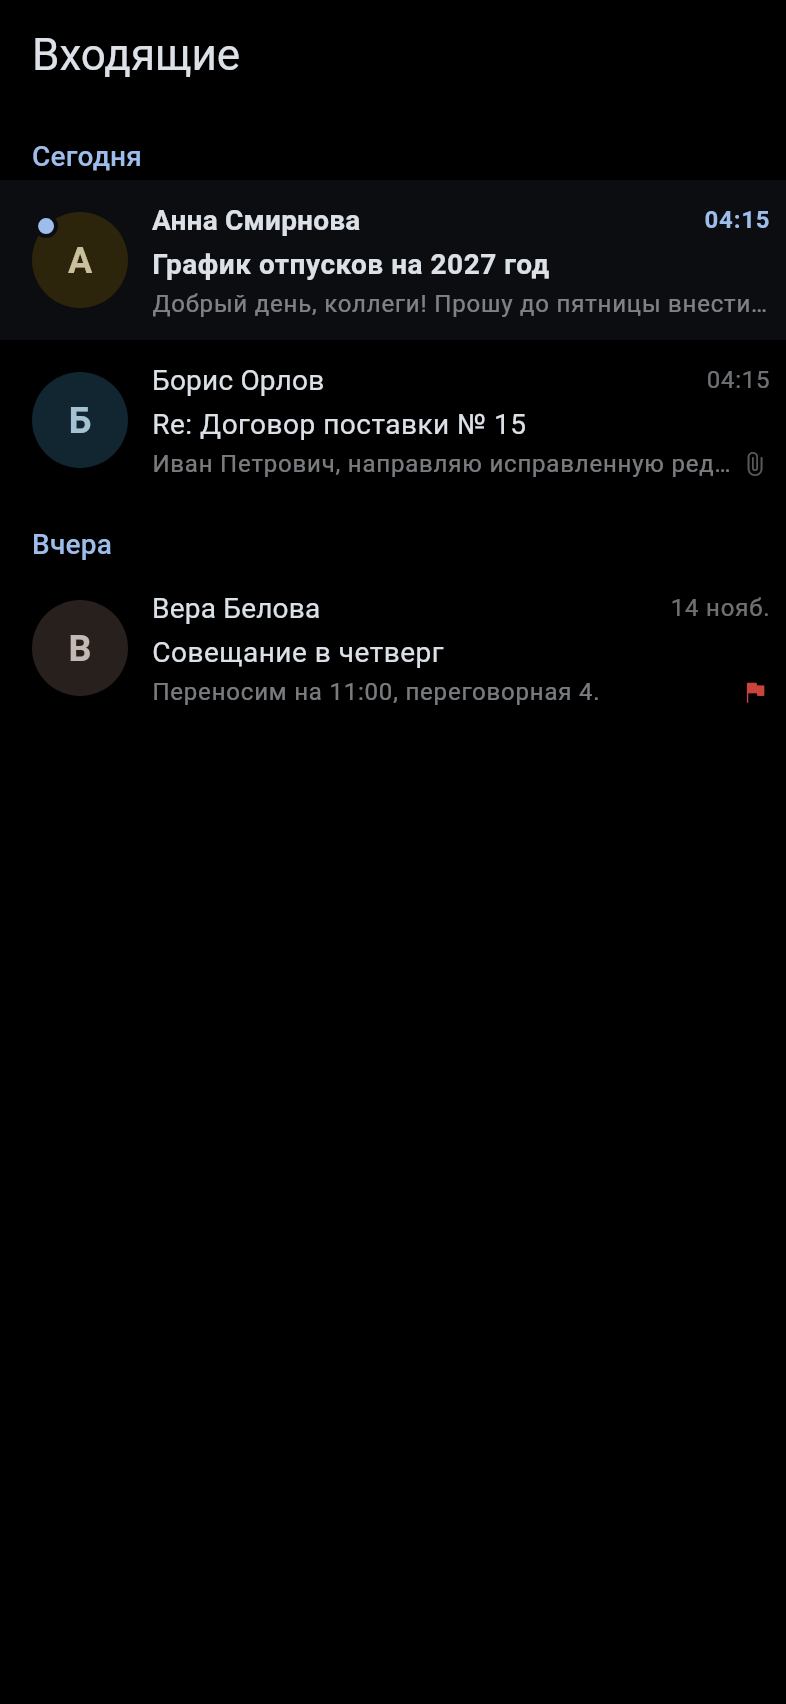 Входящие
Сегодня
А
Анна Смирнова 04:15
График отпусков на 2027 год
Добрый день, коллеги! Прошу до пятницы внести…
Б
Борис Орлов 04:15
Re: Договор поставки № 15
Иван Петрович, направляю исправленную ред…
Вчера
В
Вера Белова 14 нояб.
Совещание в четверг
Переносим на 11:00, переговорная 4.